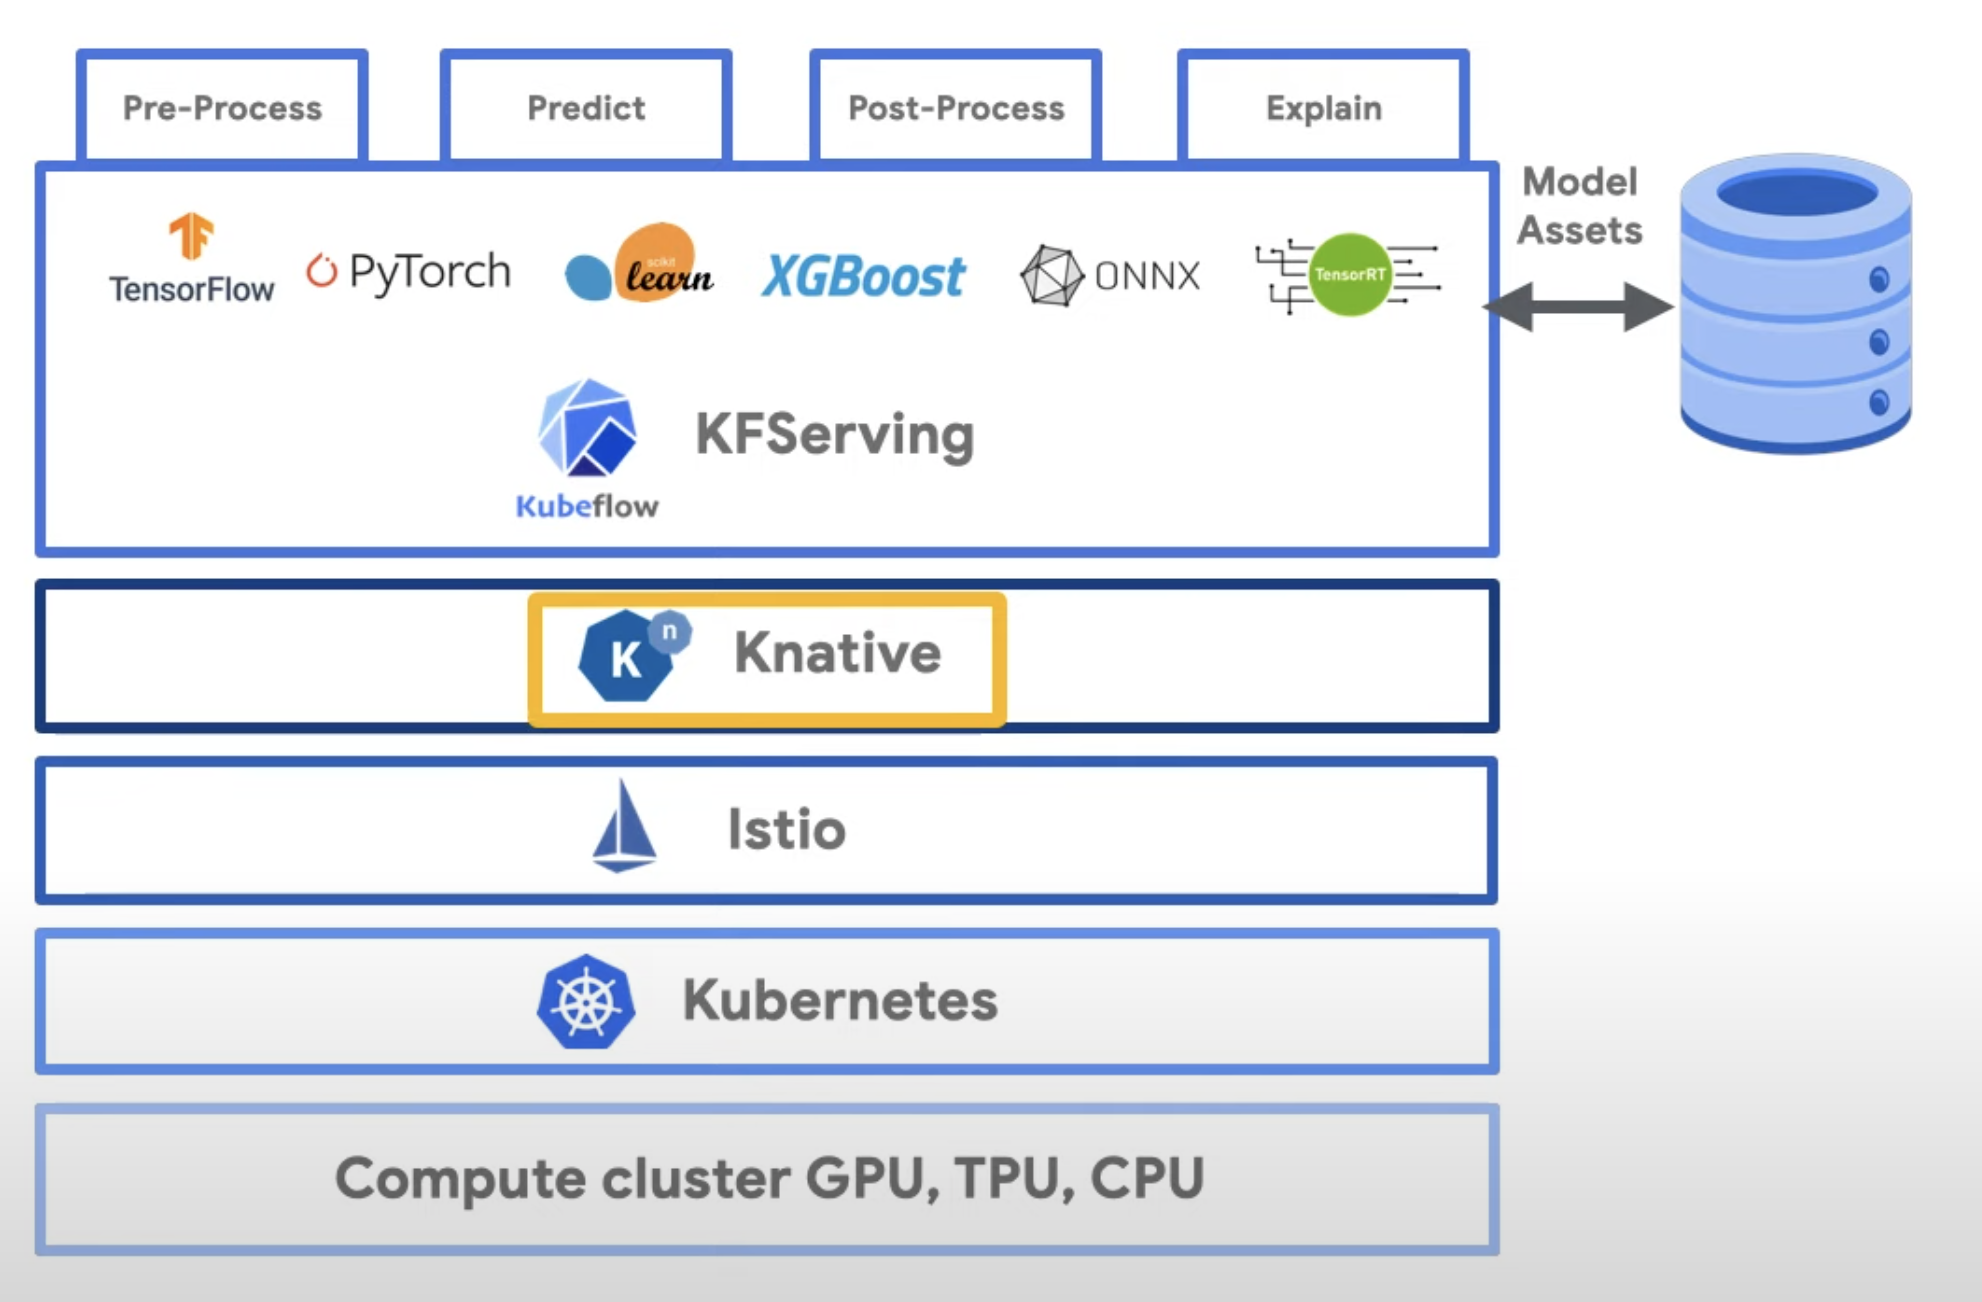 Pre-Process
Predict
Post-Process
Explain
TensorFlow
PyTorch
scikit
learn
XGBoost
ONNX
TensorRT
Model
Assets
KFServing
Kubeflow
K
n
Knative
Istio
Kubernetes
Compute cluster GPU, TPU, CPU